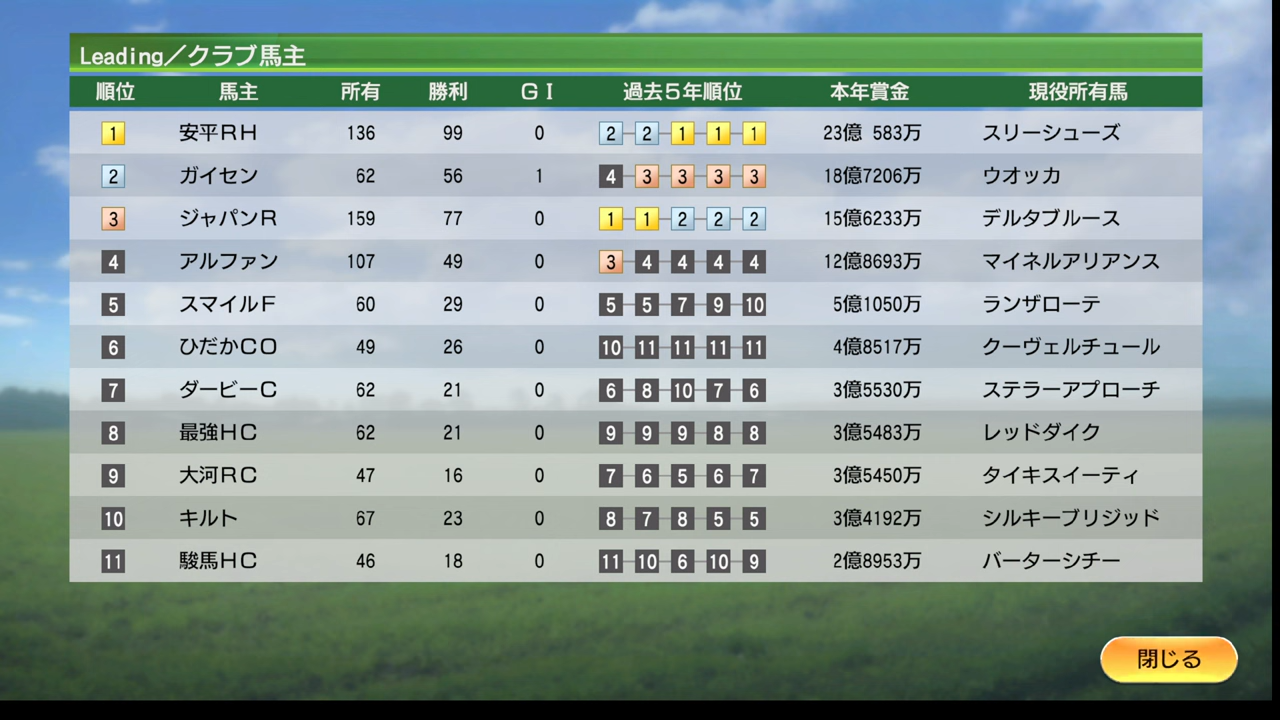 Leading／クラブ馬主
順位 馬主 所有 勝利 GⅠ 過去5年順位 本年賞金 現役所有馬
1 安平RH 136 99 0 2 2 1 1 1 23億 583万 スリーシューズ
2 ガイセン 62 56 1 4 3 3 3 3 18億7206万 ウオッカ
3 ジャパンR 159 77 0 1 1 2 2 2 15億6233万 デルタブルース
4 アルファン 107 49 0 3 4 4 4 4 12億8693万 マイネルアリアンス
5 スマイルF 60 29 0 5 5 7 9 10 5億1050万 ランザローテ
6 ひだかCO 49 26 0 10 11 11 11 11 4億8517万 クーヴェルチュール
7 ダービーC 62 21 0 6 8 10 7 6 3億5530万 ステラーアプローチ
8 最強HC 62 21 0 9 9 9 8 8 3億5483万 レッドダイク
9 大河RC 47 16 0 7 6 5 6 7 3億5450万 タイキスイーティ
10 キルト 67 23 0 8 7 8 5 5 3億4192万 シルキーブリジッド
11 駿馬HC 46 18 0 11 10 6 10 9 2億8953万 バーターシチー
閉じる